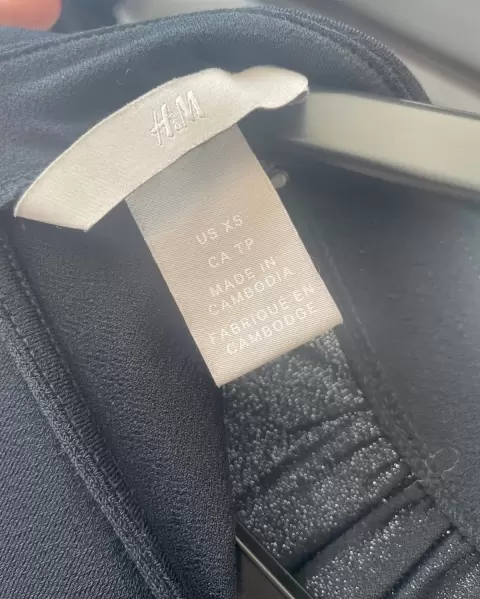 H&M
US XS
CA TP
MADE IN
CAMBODIA
FABRIQUÉ EN
CAMBODGE